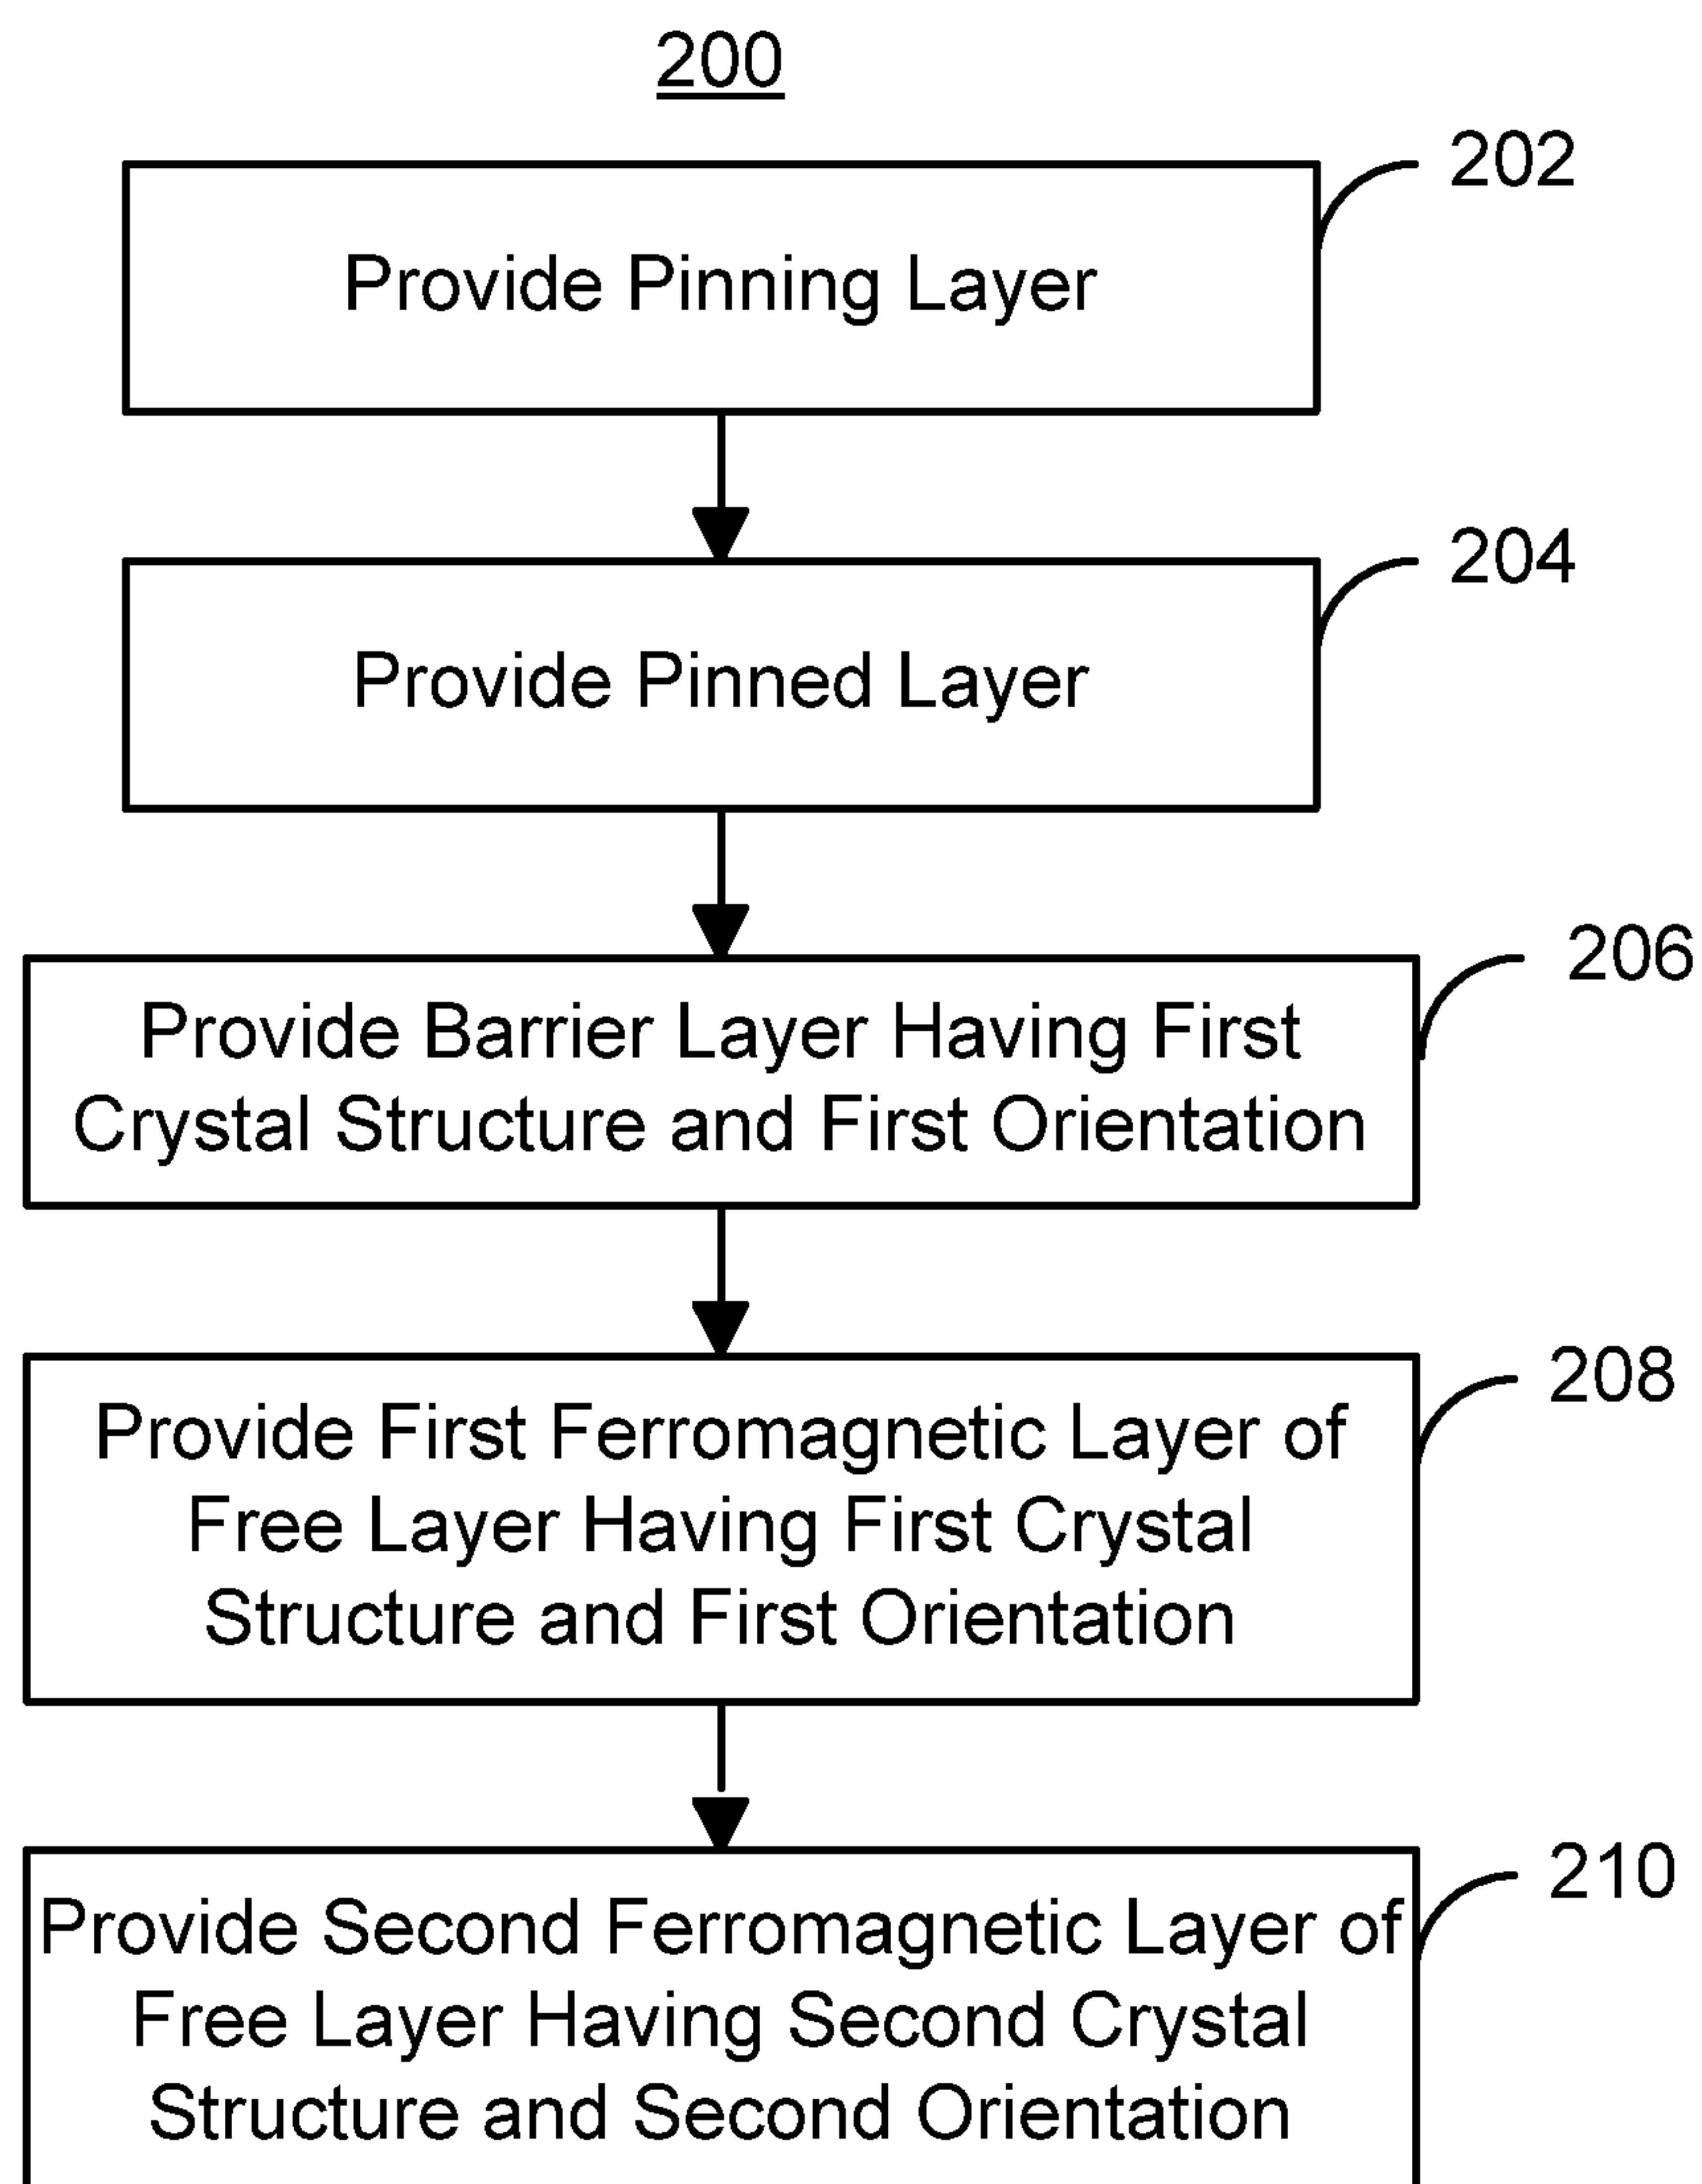 200
202
Provide Pinning Layer
204
Provide Pinned Layer
206
Provide Barrier Layer Having First
Crystal Structure and First Orientation
208
Provide First Ferromagnetic Layer of
Free Layer Having First Crystal
Structure and First Orientation
210
Provide Second Ferromagnetic Layer of
Free Layer Having Second Crystal
Structure and Second Orientation